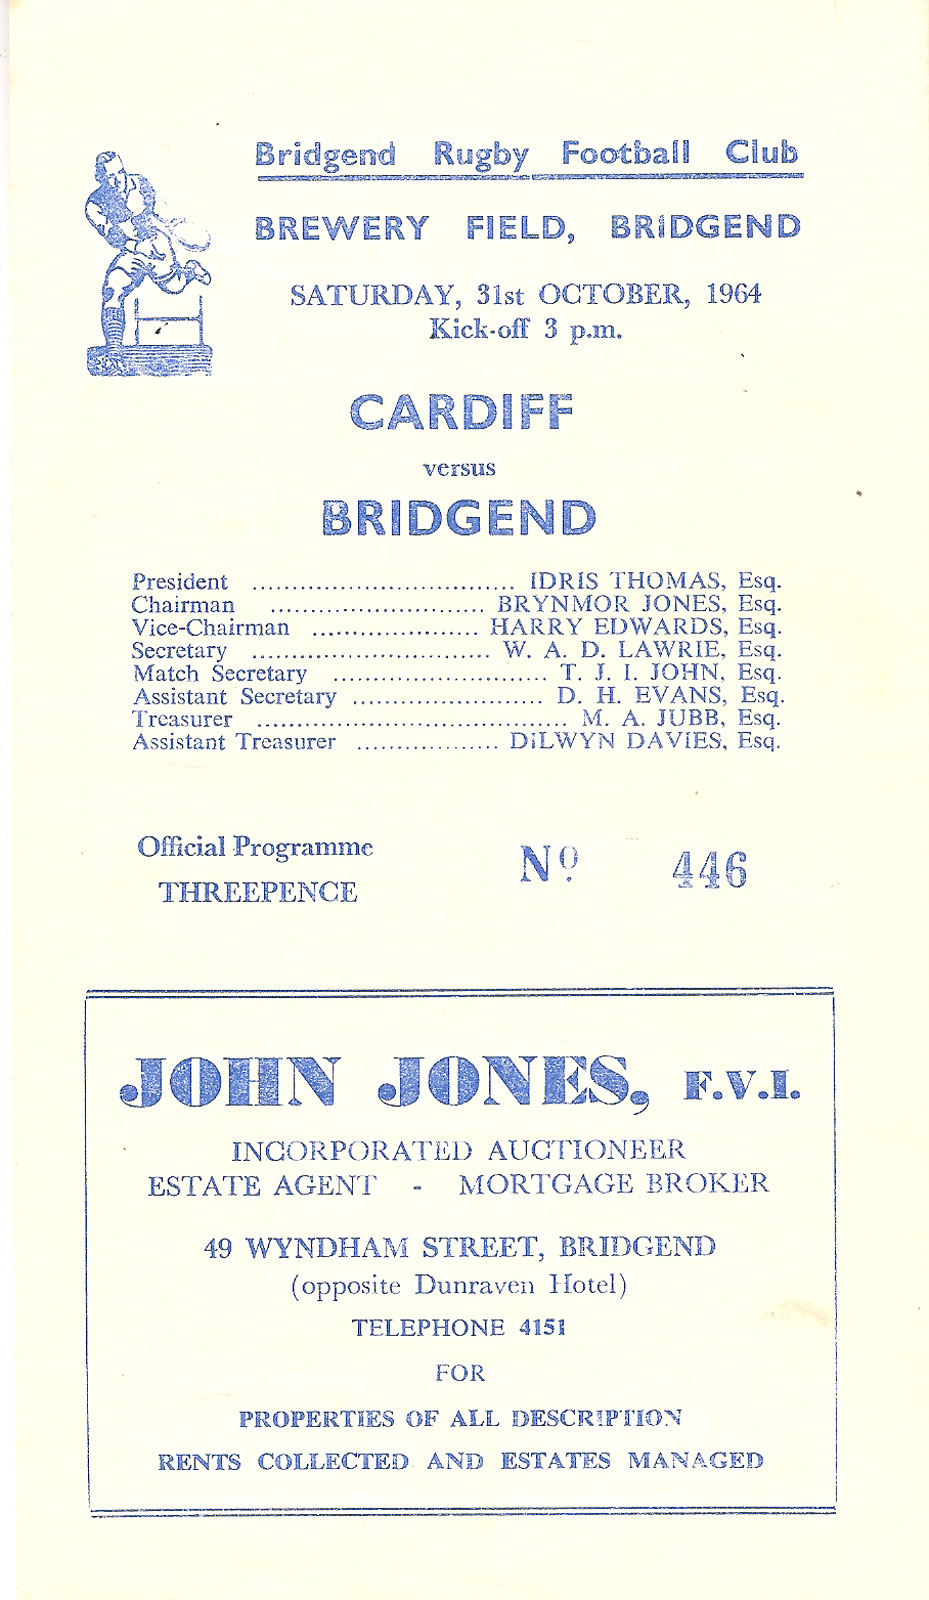 Bridgend Rugby Football Club
BREWERY FIELD, BRIDGEND
SATURDAY, 31st OCTOBER, 1964
Kick-off 3 p.m.
CARDIFF
versus
BRIDGEND
President .................................. IDRIS THOMAS, Esq.
Chairman ........................... BRYNMOR JONES, Esq.
Vice-Chairman ..................... HARRY EDWARDS, Esq.
Secretary ............................... W. A. D. LAWRIE, Esq.
Match Secretary ............................ T. J. I. JOHN, Esq.
Assistant Secretary ......................... D. H. EVANS, Esq.
Treasurer ........................................ M. A. JUBB, Esq.
Assistant Treasurer .................. DILWYN DAVIES, Esq.
Official Programme
THREEPENCE
Nº 446
JOHN JONES, F.V.I.
INCORPORATED AUCTIONEER
ESTATE AGENT - MORTGAGE BROKER
49 WYNDHAM STREET, BRIDGEND
(opposite Dunraven Hotel)
TELEPHONE 4151
FOR
PROPERTIES OF ALL DESCRIPTION
RENTS COLLECTED AND ESTATES MANAGED